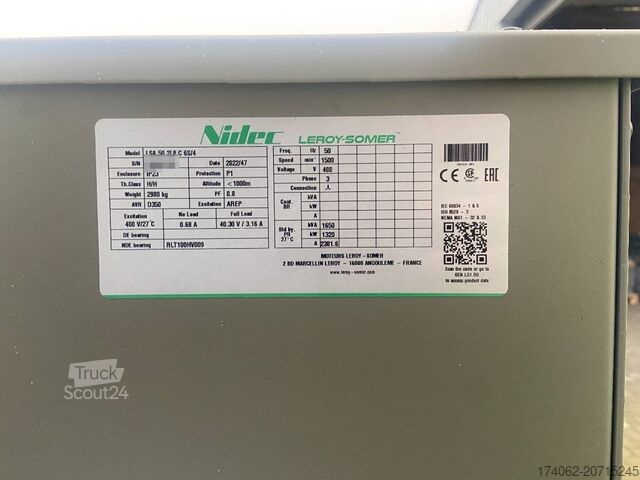 Nidec LEROY-SOMER™
Model LSA 50.2L8 C 6S/4
S/N Date 2022/47
Enclosure IP23 Protection P1
Th.Class H/H Altitude <1000m
Weight 2980 kg PF 0.8
AVR D350 Excitation AREP
Excitation No Load Full Load
400 V/27°C 0.68 A 40.30 V / 3.16 A
DE bearing
NDE bearing RLT100HV009
Freq. Hz 50
Speed min⁻¹ 1500
Voltage V 400
Phase 3
Connection
Cont. BR kVA
kW
A
Std by. PR 27°C kVA 1650
kW 1320
A 2381.6
MOTEURS LEROY - SOMER
2 BD MARCELLIN LEROY - 16000 ANGOULEME - FRANCE
www.leroy-somer.com
CE EAC
IEC 60034 - 1 & 5
ISO 8528 - 3
NEMA MG1 - 32 & 33
Scan the code or go to
to access product data
Truck
Scout24
174062-20715245